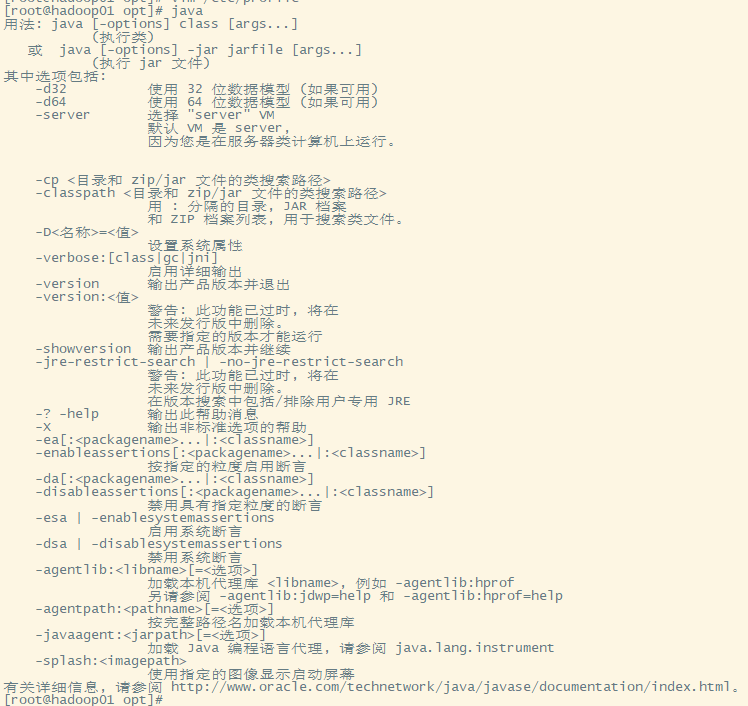 [root@hadoop01 opt]# vim /etc/profile
[root@hadoop01 opt]# java
用法: java [-options] class [args...]
           (执行类)
   或  java [-options] -jar jarfile [args...]
           (执行 jar 文件)
其中选项包括:
    -d32          使用 32 位数据模型 (如果可用)
    -d64          使用 64 位数据模型 (如果可用)
    -server       选择 "server" VM
                  默认 VM 是 server,
                  因为您是在服务器类计算机上运行。
    -cp <目录和 zip/jar 文件的类搜索路径>
    -classpath <目录和 zip/jar 文件的类搜索路径>
                  用 : 分隔的目录, JAR 档案
                  和 ZIP 档案列表, 用于搜索类文件。
    -D<名称>=<值>
                  设置系统属性
    -verbose:[class|gc|jni]
                  启用详细输出
    -version      输出产品版本并退出
    -version:<值>
                  警告: 此功能已过时, 将在
                  未来发行版中删除。
                  需要指定的版本才能运行
    -showversion  输出产品版本并继续
    -jre-restrict-search | -no-jre-restrict-search
                  警告: 此功能已过时, 将在
                  未来发行版中删除。
                  在版本搜索中包括/排除用户专用 JRE
    -? -help      输出此帮助消息
    -X            输出非标准选项的帮助
    -ea[:<packagename>...|:<classname>]
    -enableassertions[:<packagename>...|:<classname>]
                  按指定的粒度启用断言
    -da[:<packagename>...|:<classname>]
    -disableassertions[:<packagename>...|:<classname>]
                  禁用具有指定粒度的断言
    -esa | -enablesystemassertions
                  启用系统断言
    -dsa | -disablesystemassertions
                  禁用系统断言
    -agentlib:<libname>[=<选项>]
                  加载本机代理库 <libname>, 例如 -agentlib:hprof
                  另请参阅 -agentlib:jdwp=help 和 -agentlib:hprof=help
    -agentpath:<pathname>[=<选项>]
                  按完整路径名加载本机代理库
    -javaagent:<jarpath>[=<选项>]
                  加载 Java 编程语言代理, 请参阅 java.lang.instrument
    -splash:<imagepath>
                  使用指定的图像显示启动屏幕
有关详细信息, 请参阅 http://www.oracle.com/technetwork/java/javase/documentation/index.html。
[root@hadoop01 opt]#